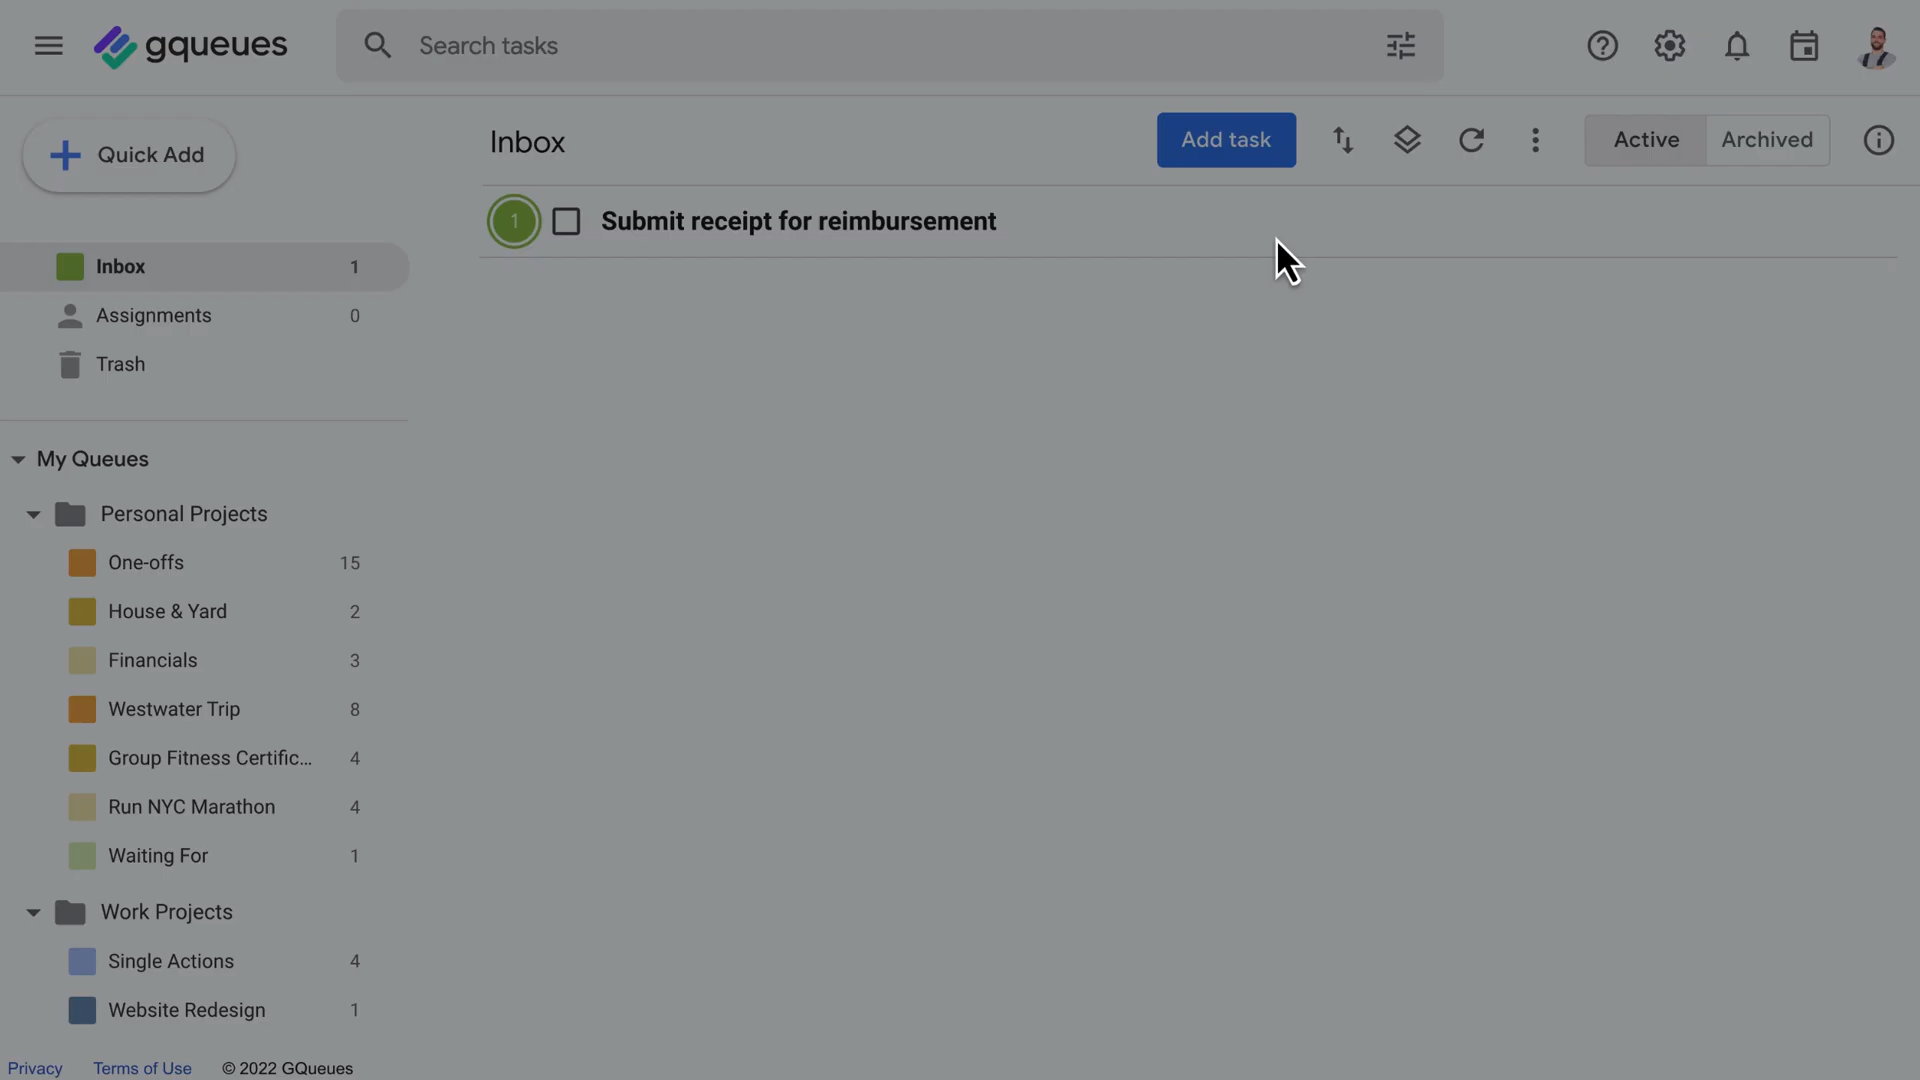 gqueues
Search tasks
Quick Add
Inbox
Add task
Active
Archived
1
Submit receipt for reimbursement
Inbox 1
Assignments 0
Trash
My Queues
Personal Projects
One-offs 15
House & Yard 2
Financials 3
Westwater Trip 8
Group Fitness Certific... 4
Run NYC Marathon 4
Waiting For 1
Work Projects
Single Actions 4
Website Redesign 1
Privacy Terms of Use © 2022 GQueues